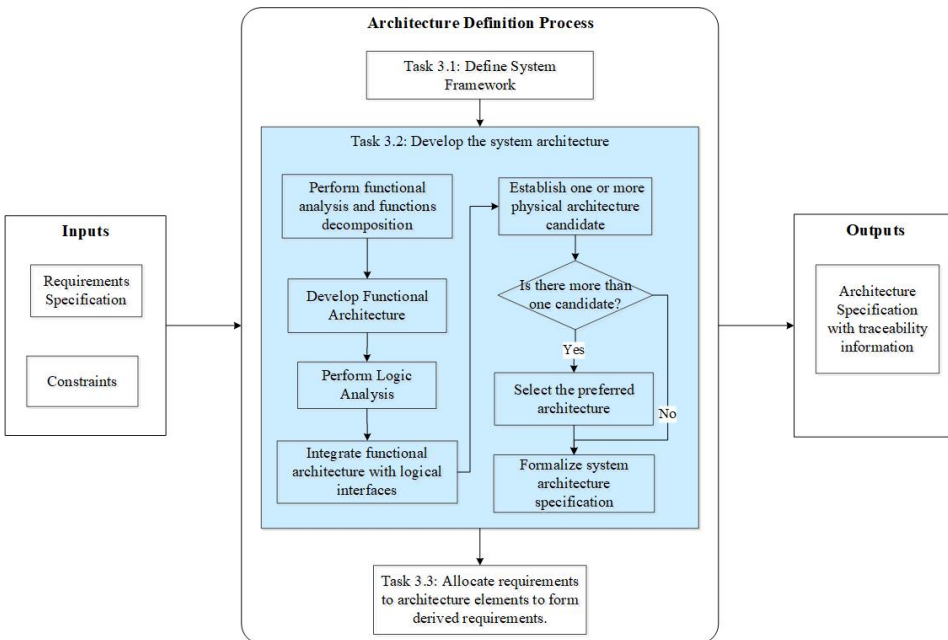 Architecture Definition Process
Task 3.1: Define System
Framework
Task 3.2: Develop the system architecture
Perform functional
analysis and functions
decomposition
Develop Functional
Architecture
Perform Logic
Analysis
Integrate functional
architecture with logical
interfaces
Establish one or more
physical architecture
candidate
Is there more than
one candidate?
Yes
No
Select the preferred
architecture
Formalize system
architecture
specification
Task 3.3: Allocate requirements
to architecture elements to form
derived requirements.
Inputs
Requirements
Specification
Constraints
Outputs
Architecture
Specification
with traceability
information